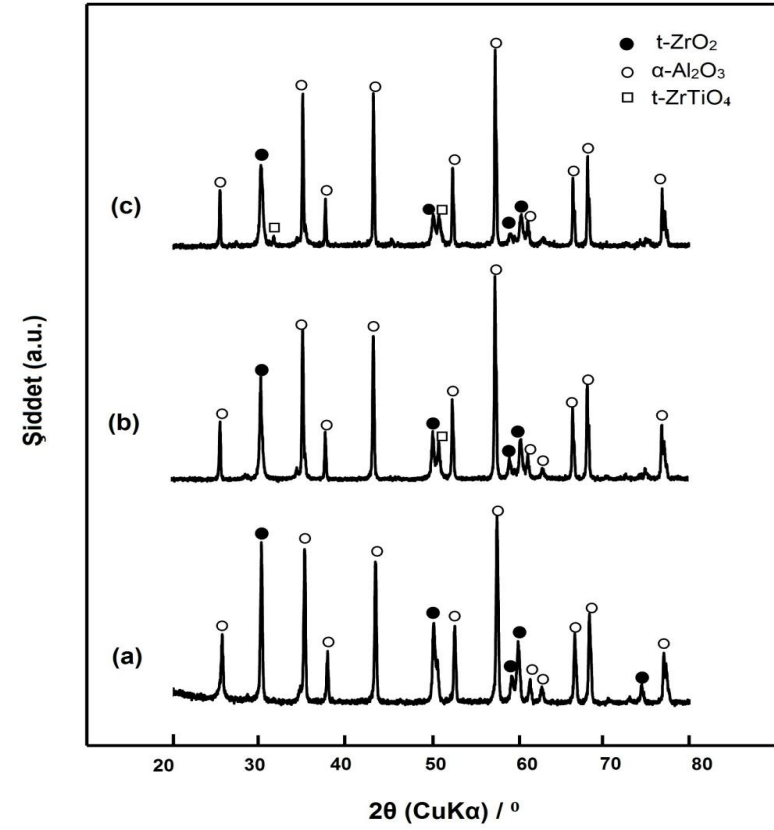 t-ZrO₂
α-Al₂O₃
t-ZrTiO₄
(c)
(b)
(a)
Şiddet (a.u.)
20 30 40 50 60 70 80
2θ (CuKα) / ⁰